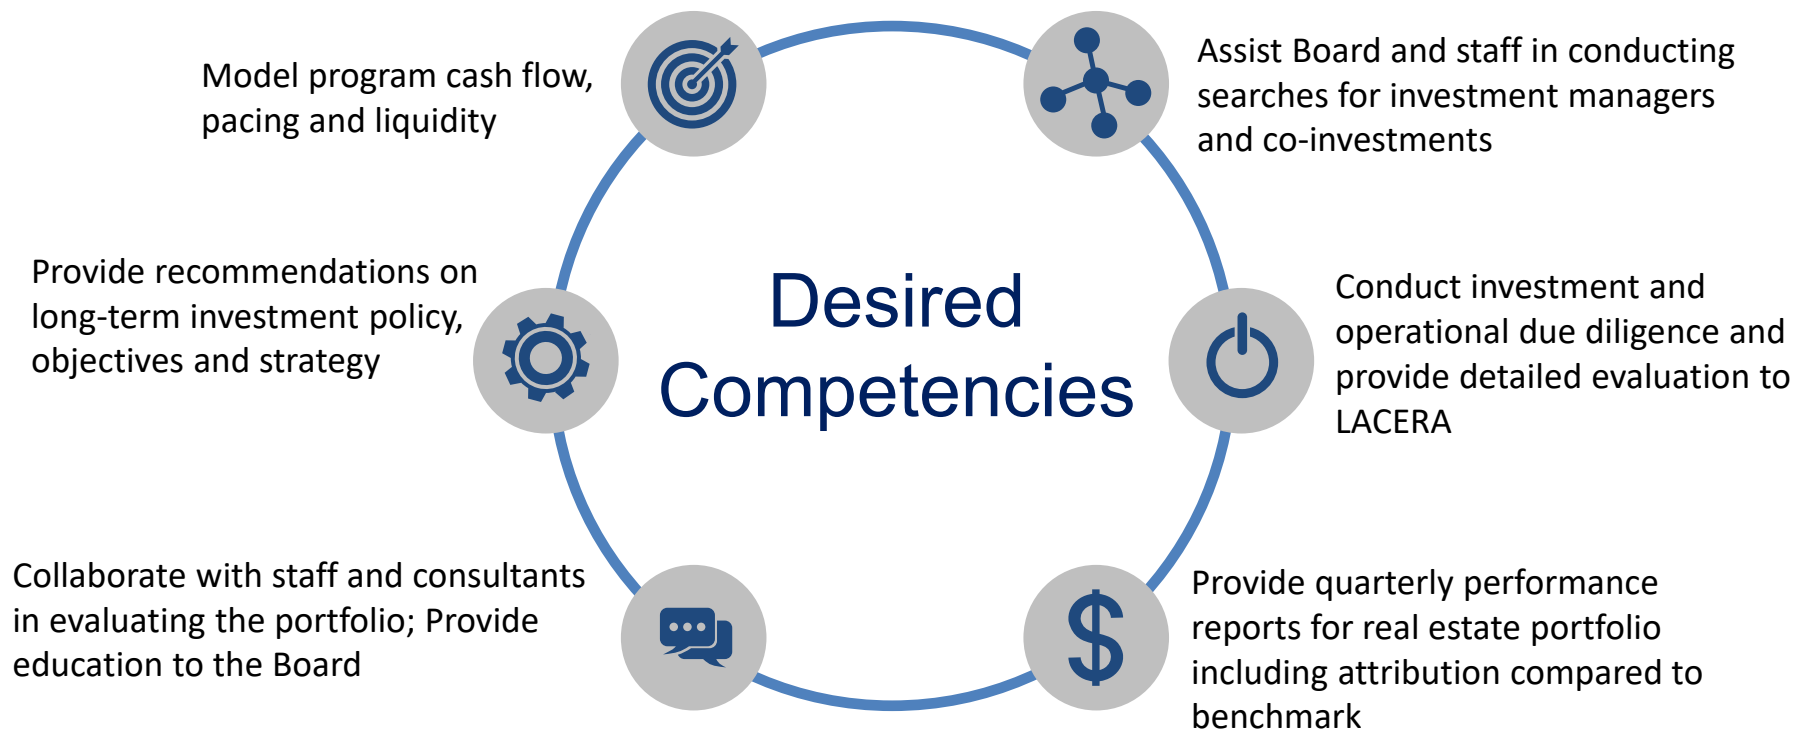 Model program cash flow,
pacing and liquidity
Assist Board and staff in conducting
searches for investment managers
and co-investments
Provide recommendations on
long-term investment policy,
objectives and strategy
Desired
Competencies
Conduct investment and
operational due diligence and
provide detailed evaluation to
LACERA
Collaborate with staff and consultants
in evaluating the portfolio; Provide
education to the Board
$
Provide quarterly performance
reports for real estate portfolio
including attribution compared to
benchmark